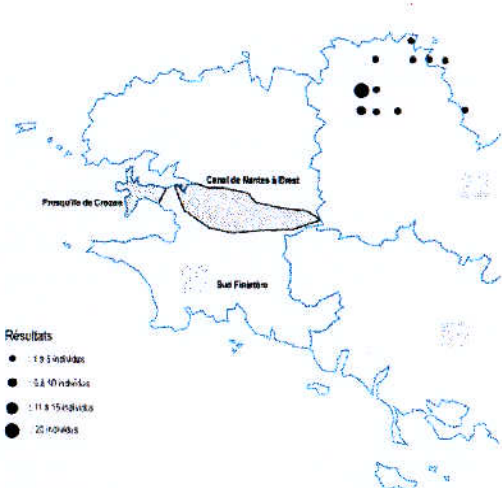 Canal de Nantes à Brest
Presqu'île de Crozon
Sud Finistère
Résultats
: 1 à 5 individus
: 6 à 10 individus
: 11 à 15 individus
: 20 individus